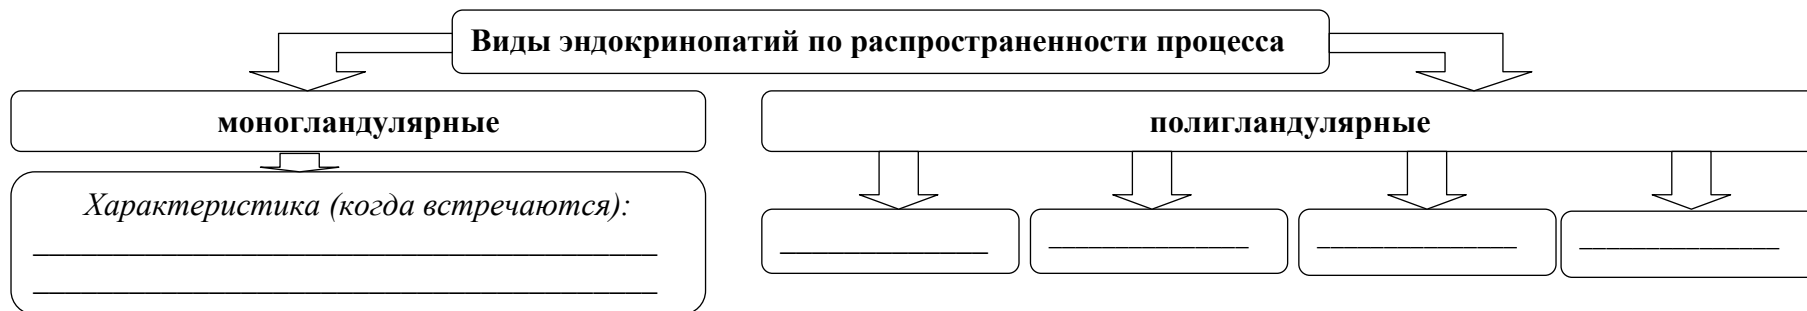 Виды эндокринопатий по распространенности процесса
моногландулярные
полигландулярные
Характеристика (когда встречаются):